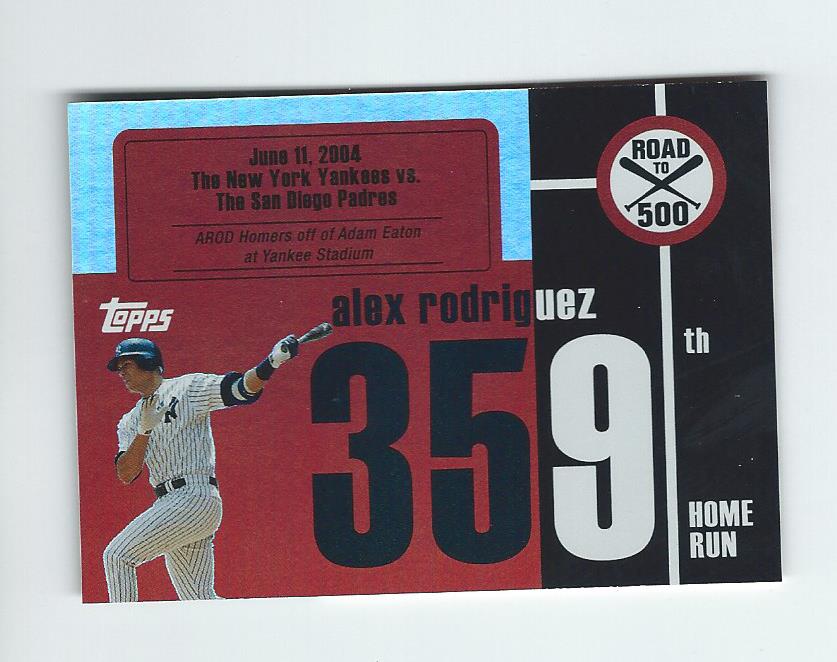 June 11, 2004
The New York Yankees vs.
The San Diego Padres
AROD Homers off of Adam Eaton
at Yankee Stadium
ROAD
TO
500
Topps
alex rodriguez
359
th
HOME
RUN
NY